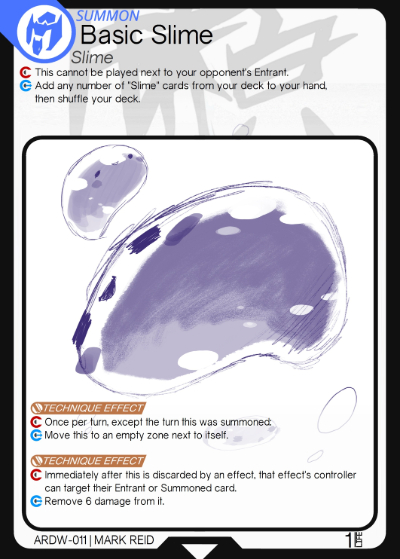 SUMMON
Basic Slime
Slime
This cannot be played next to your opponent's Entrant.
Add any number of "Slime" cards from your deck to your hand,
then shuffle your deck.
TECHNIQUE EFFECT
Once per turn, except the turn this was summoned:
Move this to an empty zone next to itself.
TECHNIQUE EFFECT
Immediately after this is discarded by an effect, that effect's controller
can target their Entrant or Summoned card.
Remove 6 damage from it.
ARDW-011 | MARK REID
1 LIFE